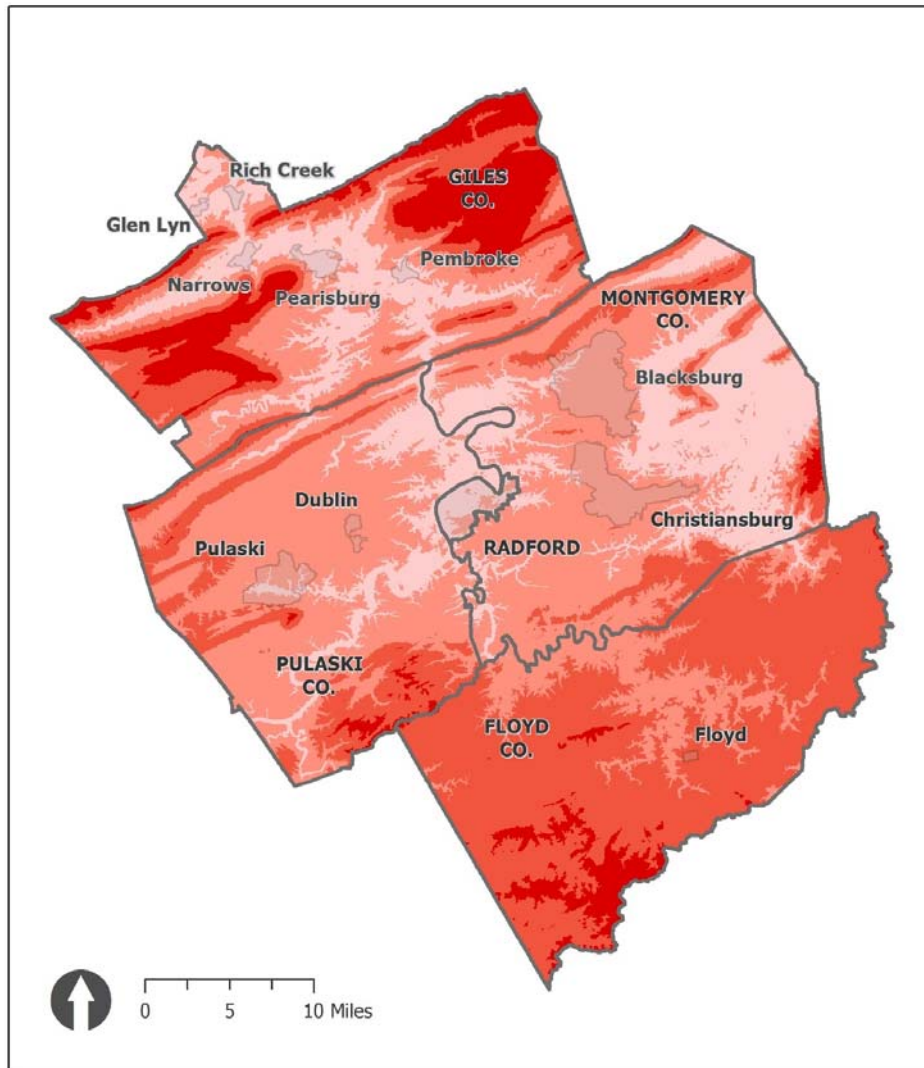 Rich Creek
GILES
CO.
Glen Lyn
Pembroke
Narrows
Pearisburg
MONTGOMERY
CO.
Blacksburg
Dublin
Christiansburg
Pulaski
RADFORD
PULASKI
CO.
FLOYD
CO.
Floyd
0 5 10 Miles